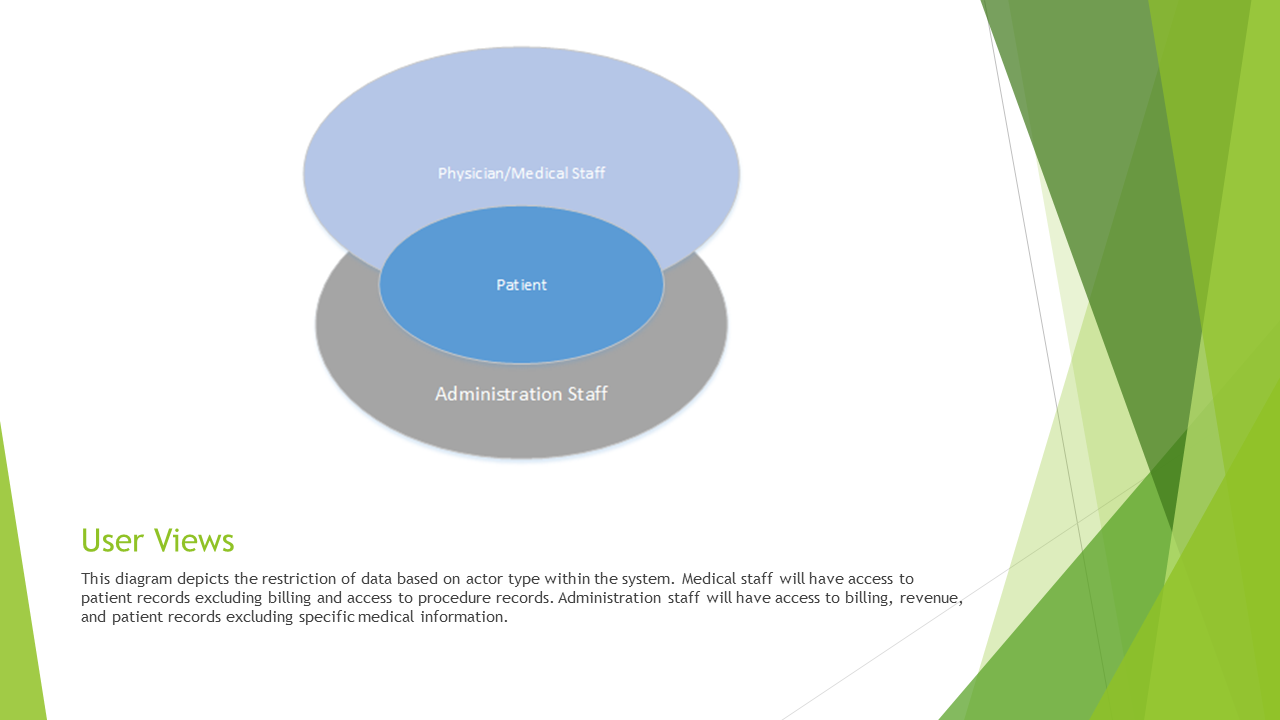 Physician/Medical Staff
Patient
Administration Staff
User Views
This diagram depicts the restriction of data based on actor type within the system. Medical staff will have access to
patient records excluding billing and access to procedure records. Administration staff will have access to billing, revenue,
and patient records excluding specific medical information.